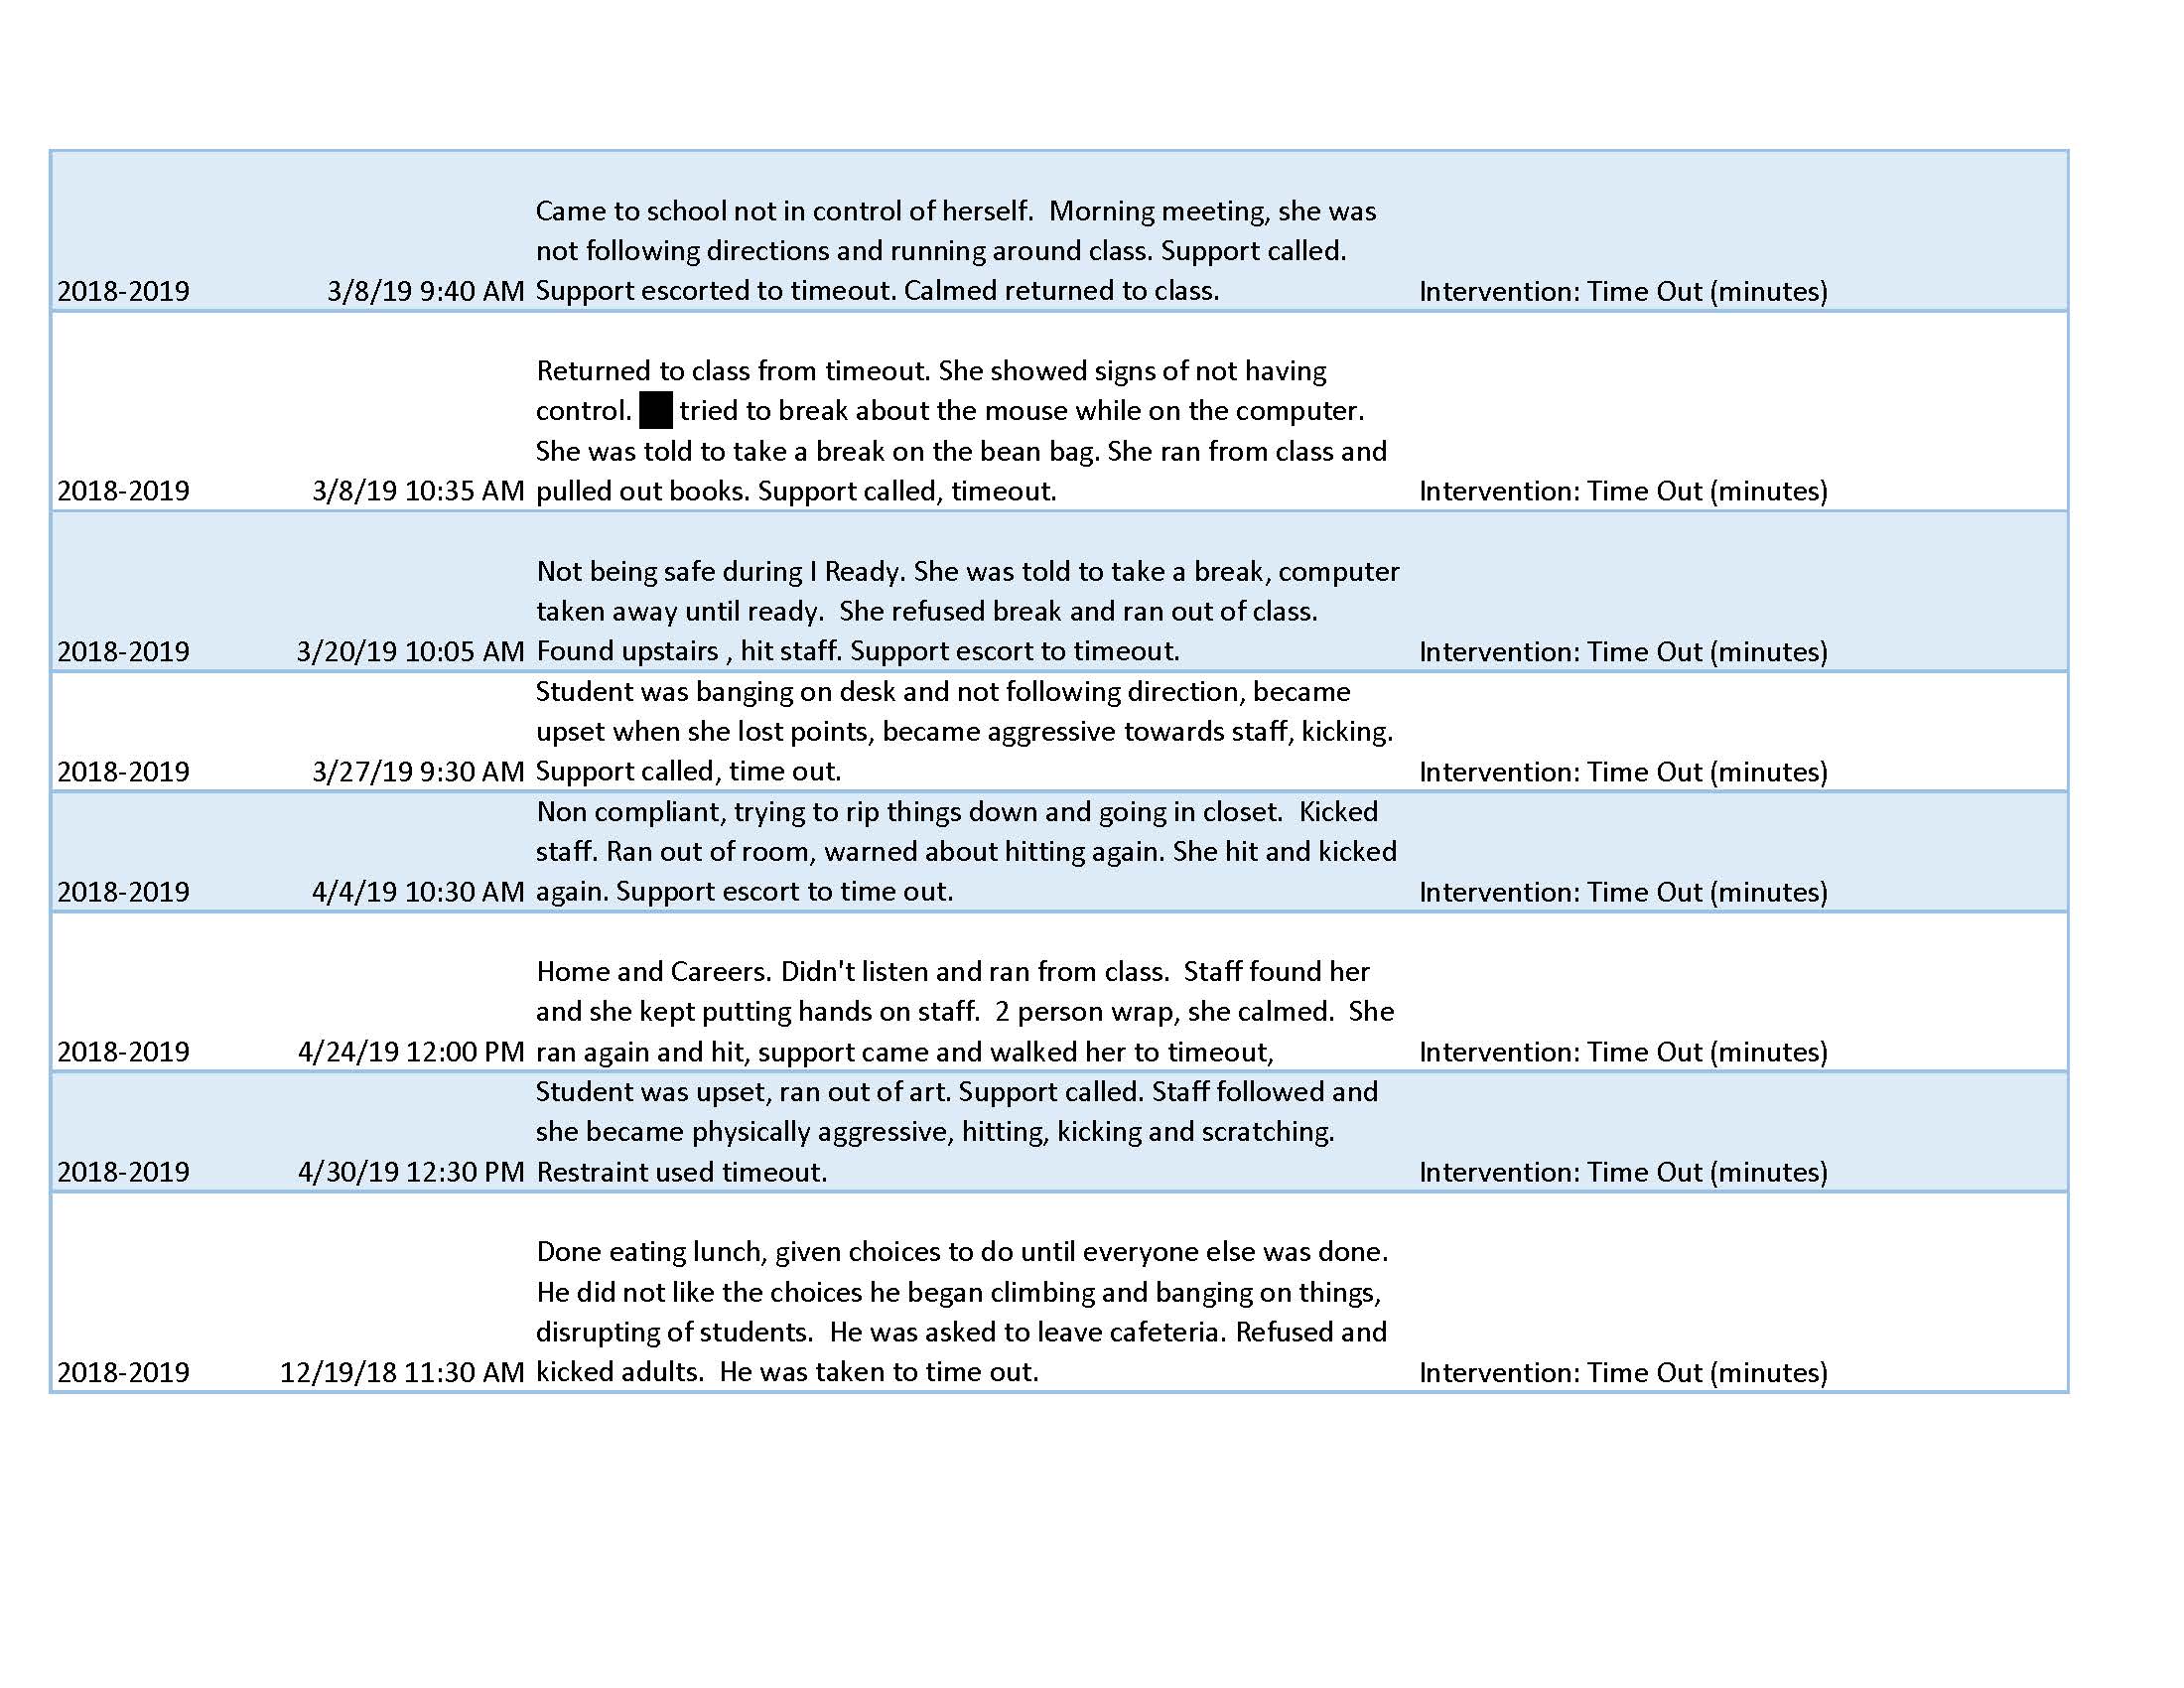 Came to school not in control of herself.  Morning meeting, she was
not following directions and running around class. Support called.
2018-2019 3/8/19 9:40 AM Support escorted to timeout. Calmed returned to class. Intervention: Time Out (minutes)
Returned to class from timeout. She showed signs of not having
control. tried to break about the mouse while on the computer.
She was told to take a break on the bean bag. She ran from class and
2018-2019 3/8/19 10:35 AM pulled out books. Support called, timeout. Intervention: Time Out (minutes)
Not being safe during I Ready. She was told to take a break, computer
taken away until ready.  She refused break and ran out of class.
2018-2019 3/20/19 10:05 AM Found upstairs , hit staff. Support escort to timeout. Intervention: Time Out (minutes)
Student was banging on desk and not following direction, became
upset when she lost points, became aggressive towards staff, kicking.
2018-2019 3/27/19 9:30 AM Support called, time out. Intervention: Time Out (minutes)
Non compliant, trying to rip things down and going in closet.  Kicked
staff. Ran out of room, warned about hitting again. She hit and kicked
2018-2019 4/4/19 10:30 AM again. Support escort to time out. Intervention: Time Out (minutes)
Home and Careers. Didn't listen and ran from class.  Staff found her
and she kept putting hands on staff.  2 person wrap, she calmed.  She
2018-2019 4/24/19 12:00 PM ran again and hit, support came and walked her to timeout, Intervention: Time Out (minutes)
Student was upset, ran out of art. Support called. Staff followed and
she became physically aggressive, hitting, kicking and scratching.
2018-2019 4/30/19 12:30 PM Restraint used timeout. Intervention: Time Out (minutes)
Done eating lunch, given choices to do until everyone else was done.
He did not like the choices he began climbing and banging on things,
disrupting of students.  He was asked to leave cafeteria. Refused and
2018-2019 12/19/18 11:30 AM kicked adults.  He was taken to time out. Intervention: Time Out (minutes)